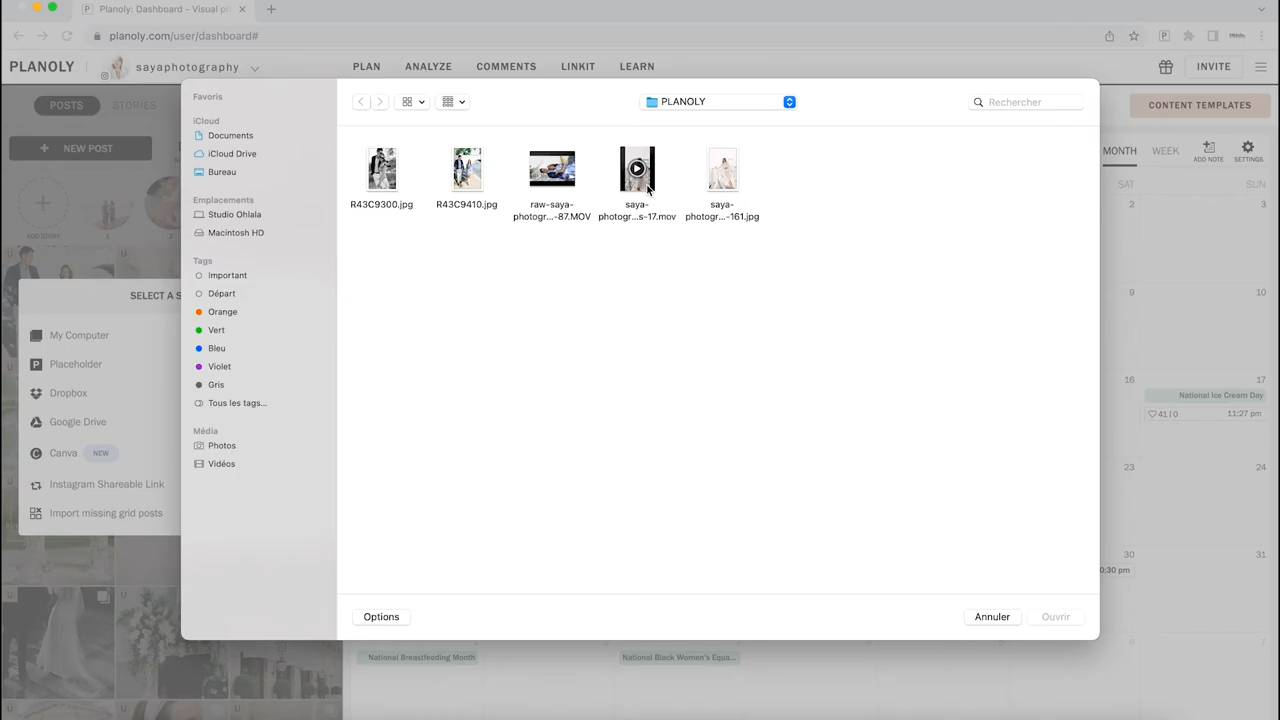 Planoly: Dashboard – Visual pl
planoly.com/user/dashboard#
PLANOLY
sayaphotography
PLAN
ANALYZE
COMMENTS
LINKIT
LEARN
INVITE
POSTS
STORIES
CONTENT TEMPLATES
NEW POST
MONTH
WEEK
ADD NOTE
SETTINGS
ADD STORY
1
2
SAT
SUN
2
3
9
10
16
17
National Ice Cream Day
41 | 0
11:27 pm
23
24
30
31
0:30 pm
National Breastfeeding Month
National Black Women's Equa...
SELECT A S
My Computer
Placeholder
Dropbox
Google Drive
Canva
NEW
Instagram Shareable Link
Import missing grid posts
Favoris
iCloud
Documents
iCloud Drive
Bureau
Emplacements
Studio Ohlala
Macintosh HD
Tags
Important
Départ
Orange
Vert
Bleu
Violet
Gris
Tous les tags...
Média
Photos
Vidéos
PLANOLY
Rechercher
R43C9300.jpg
R43C9410.jpg
raw-saya-
photogr...-87.MOV
saya-
photogr...s-17.mov
saya-
photogr...-161.jpg
Options
Annuler
Ouvrir